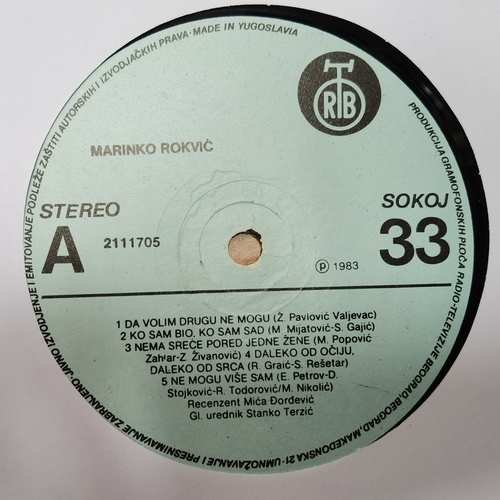 JAVNO IZVOĐENJE I EMITOVANJE PODLEŽE ZAŠTITI AUTORSKIH I IZVOĐAČKIH PRAVA · MADE IN YUGOSLAVIA
RTB
PRODUKCIJA GRAMOFONSKIH PLOČA RADIO-TELEVIZIJE BEOGRAD, BEOGRAD, MAKEDONSKA 21 · UMNOŽAVANJE I PRESNIMAVANJE ZABRANJENO ·
MARINKO ROKVIĆ
STEREO
SOKOJ
A
2111705
℗ 1983
33
1 DA VOLIM DRUGU NE MOGU (Ž. Pavlović Valjevac)
2 KO SAM BIO, KO SAM SAD (M. Mijatović-S. Gajić)
3 NEMA SREĆE PORED JEDNE ŽENE (M. Popović
Zahar-Z. Živanović) 4 DALEKO OD OČIJU,
DALEKO OD SRCA (R. Graić-S. Rešetar)
5 NE MOGU VIŠE SAM (E. Petrov-D.
Stojković-R. Todorović/M. Nikolić)
Recenzent Mića Đorđević
Gl. urednik Stanko Terzić